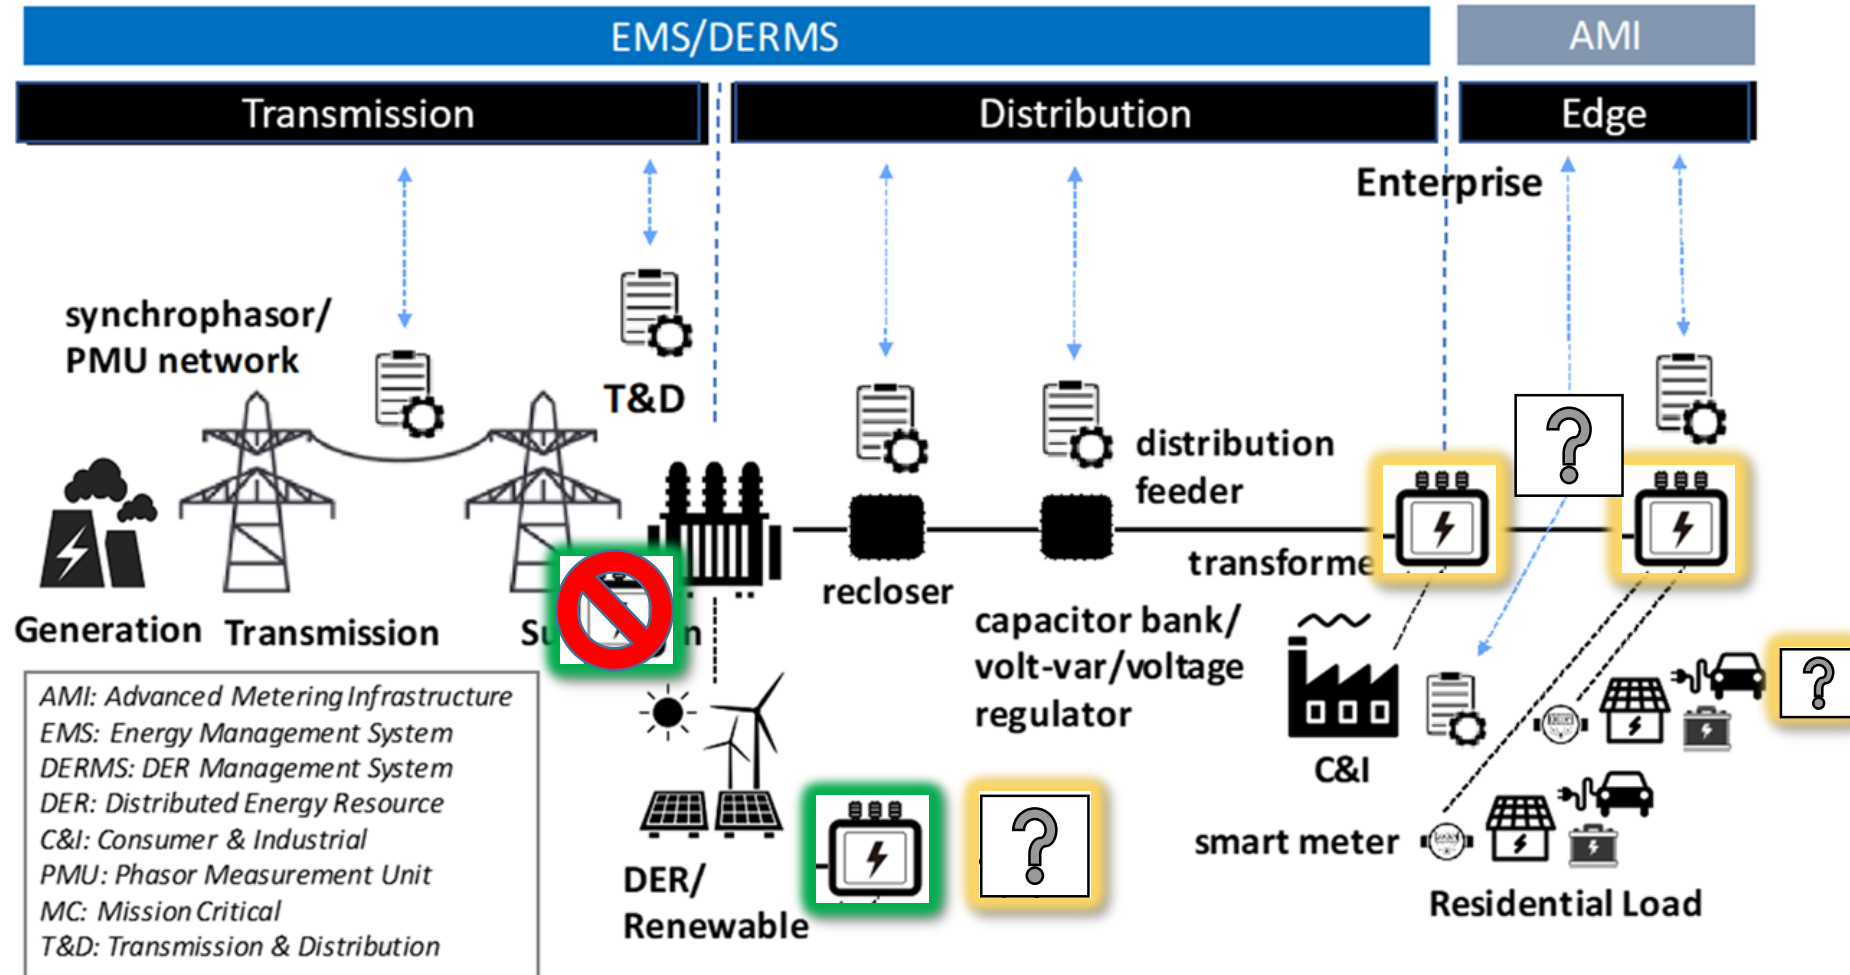 EMS/DERMS
AMI
Transmission
Distribution
Edge
Enterprise
synchrophasor/
PMU network
T&D
distribution
feeder
transforme
recloser
Generation
Transmission
capacitor bank/
volt-var/voltage
regulator
C&I
smart meter
DER/
Renewable
Residential Load
AMI: Advanced Metering Infrastructure
EMS: Energy Management System
DERMS: DER Management System
DER: Distributed Energy Resource
C&I: Consumer & Industrial
PMU: Phasor Measurement Unit
MC: Mission Critical
T&D: Transmission & Distribution
?
?
?